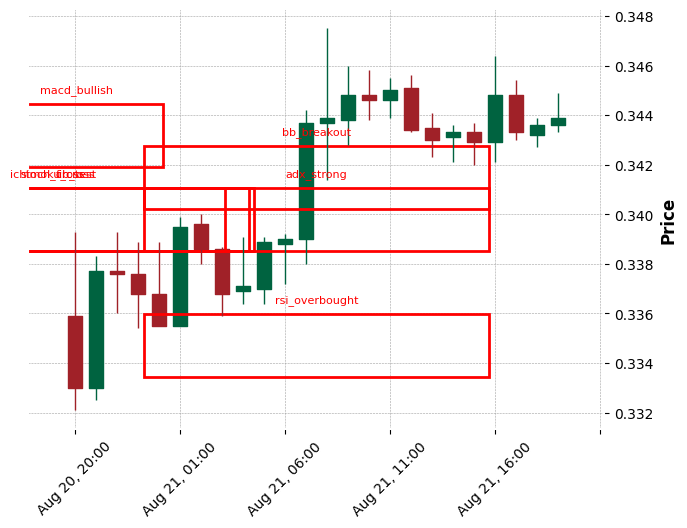 0.348
0.346
macd_bullish
0.344
bb_breakout
0.342
adx_strong
0.340
0.338
rsi_overbought
0.336
0.334
0.332
Price
Aug 20, 20:00
Aug 21, 01:00
Aug 21, 06:00
Aug 21, 11:00
Aug 21, 16:00